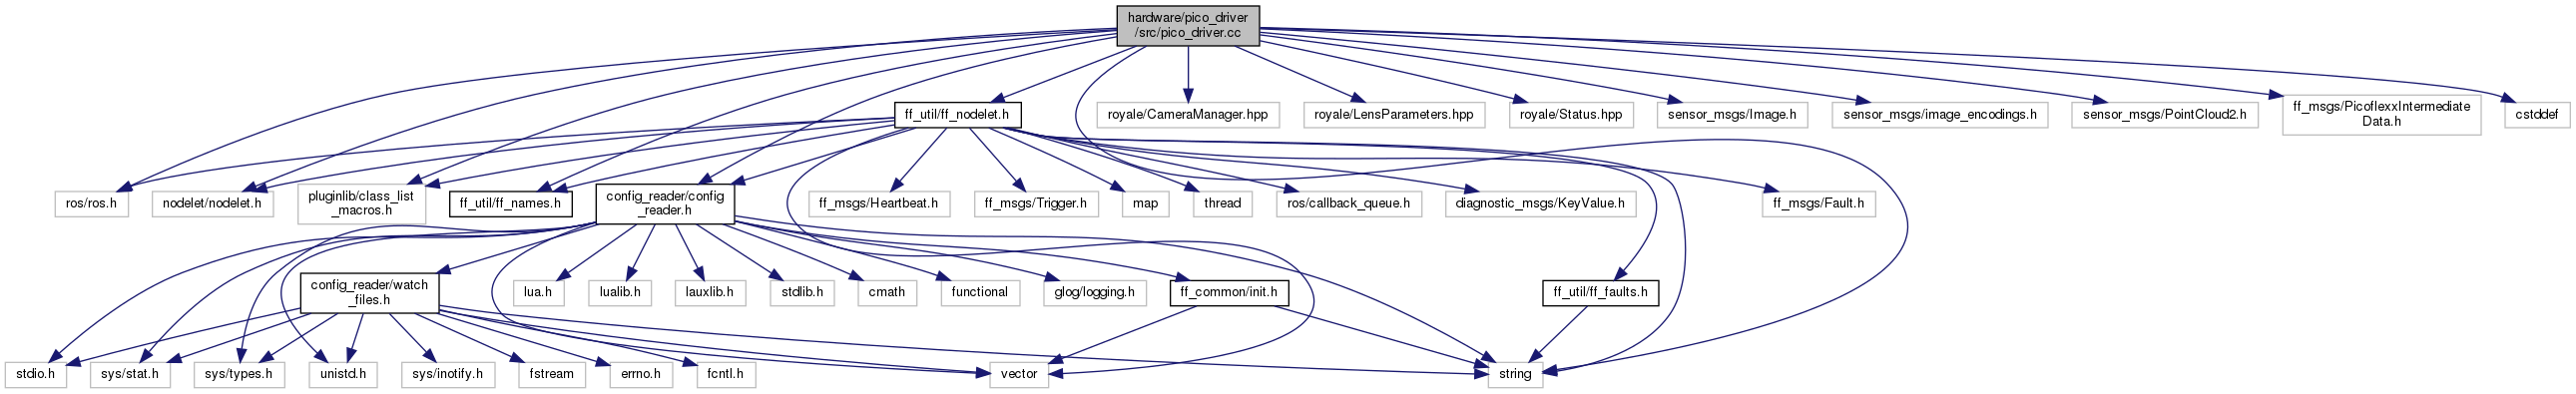 hardware/pico_driver
/src/pico_driver.cc
ff_util/ff_nodelet.h
royale/CameraManager.hpp
royale/LensParameters.hpp
royale/Status.hpp
sensor_msgs/Image.h
sensor_msgs/image_encodings.h
sensor_msgs/PointCloud2.h
ff_msgs/PicoflexxIntermediate
Data.h
cstddef
ros/ros.h
nodelet/nodelet.h
pluginlib/class_list
_macros.h
ff_util/ff_names.h
config_reader/config
_reader.h
ff_msgs/Heartbeat.h
ff_msgs/Trigger.h
map
thread
ros/callback_queue.h
diagnostic_msgs/KeyValue.h
ff_msgs/Fault.h
config_reader/watch
_files.h
lua.h
lualib.h
lauxlib.h
stdlib.h
cmath
functional
glog/logging.h
ff_common/init.h
ff_util/ff_faults.h
stdio.h
sys/stat.h
sys/types.h
unistd.h
sys/inotify.h
fstream
errno.h
fcntl.h
vector
string